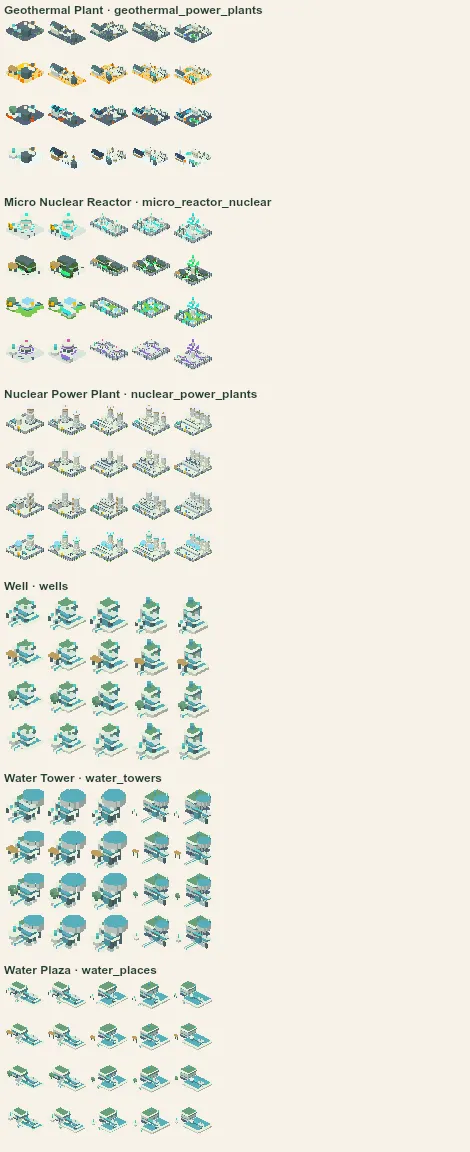 Geothermal Plant · geothermal_power_plants
Micro Nuclear Reactor · micro_reactor_nuclear
Nuclear Power Plant · nuclear_power_plants
Well · wells
Water Tower · water_towers
Water Plaza · water_places